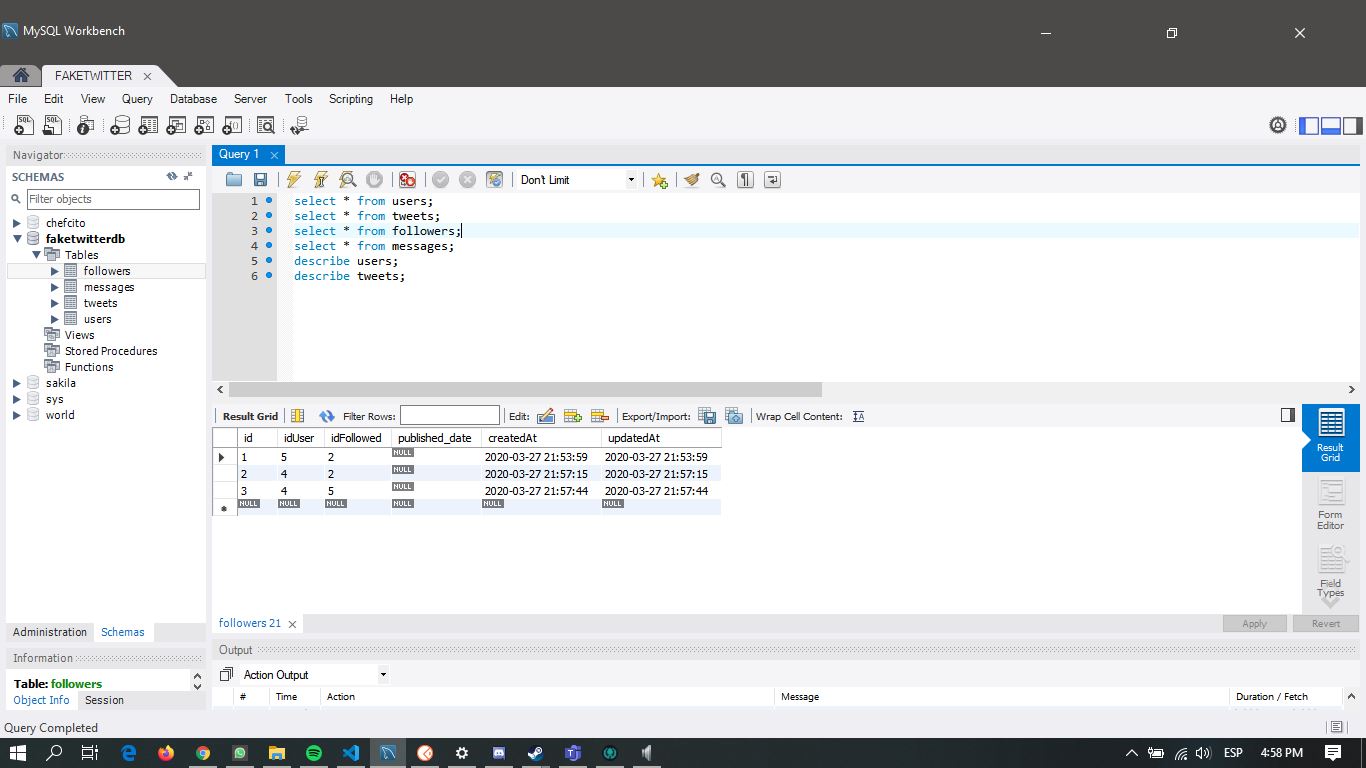 MySQL Workbench
FAKETWITTER
File Edit View Query Database Server Tools Scripting Help
Navigator
SCHEMAS
Filter objects
chefcito
faketwitterdb
Tables
followers
messages
tweets
users
Views
Stored Procedures
Functions
sakila
sys
world
Administration Schemas
Information
Table: followers
Object Info Session
Query 1
Don't Limit
1 select * from users;
2 select * from tweets;
3 select * from followers;
4 select * from messages;
5 describe users;
6 describe tweets;
Result Grid Filter Rows: Edit: Export/Import: Wrap Cell Content:
id idUser idFollowed published_date createdAt updatedAt
1 5 2 NULL 2020-03-27 21:53:59 2020-03-27 21:53:59
2 4 2 NULL 2020-03-27 21:57:15 2020-03-27 21:57:15
3 4 5 NULL 2020-03-27 21:57:44 2020-03-27 21:57:44
NULL NULL NULL NULL NULL NULL
Result
Grid
Form
Editor
Field
Types
followers 21
Apply Revert
Output
Action Output
# Time Action Message Duration / Fetch
Query Completed
ESP 4:58 PM